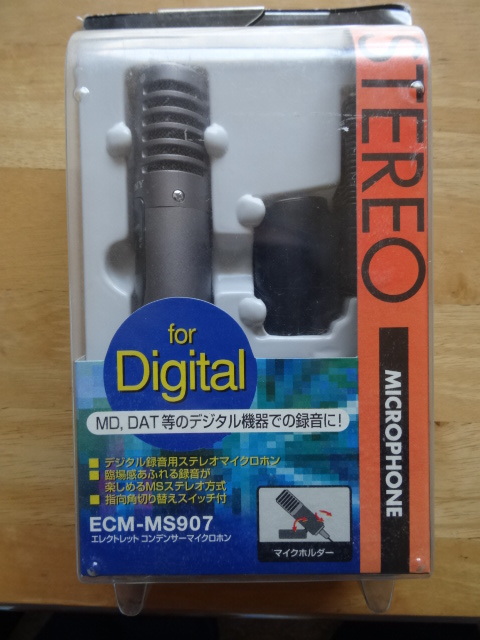 STEREO
MICROPHONE
for
Digital
MD, DAT 等のデジタル機器での録音に!
■ デジタル録音用ステレオマイクロホン
■ 臨場感あふれる録音が
楽しめるMSステレオ方式
■ 指向角切り替えスイッチ付
ECM-MS907
エレクトレット コンデンサーマイクロホン
マイクホルダー